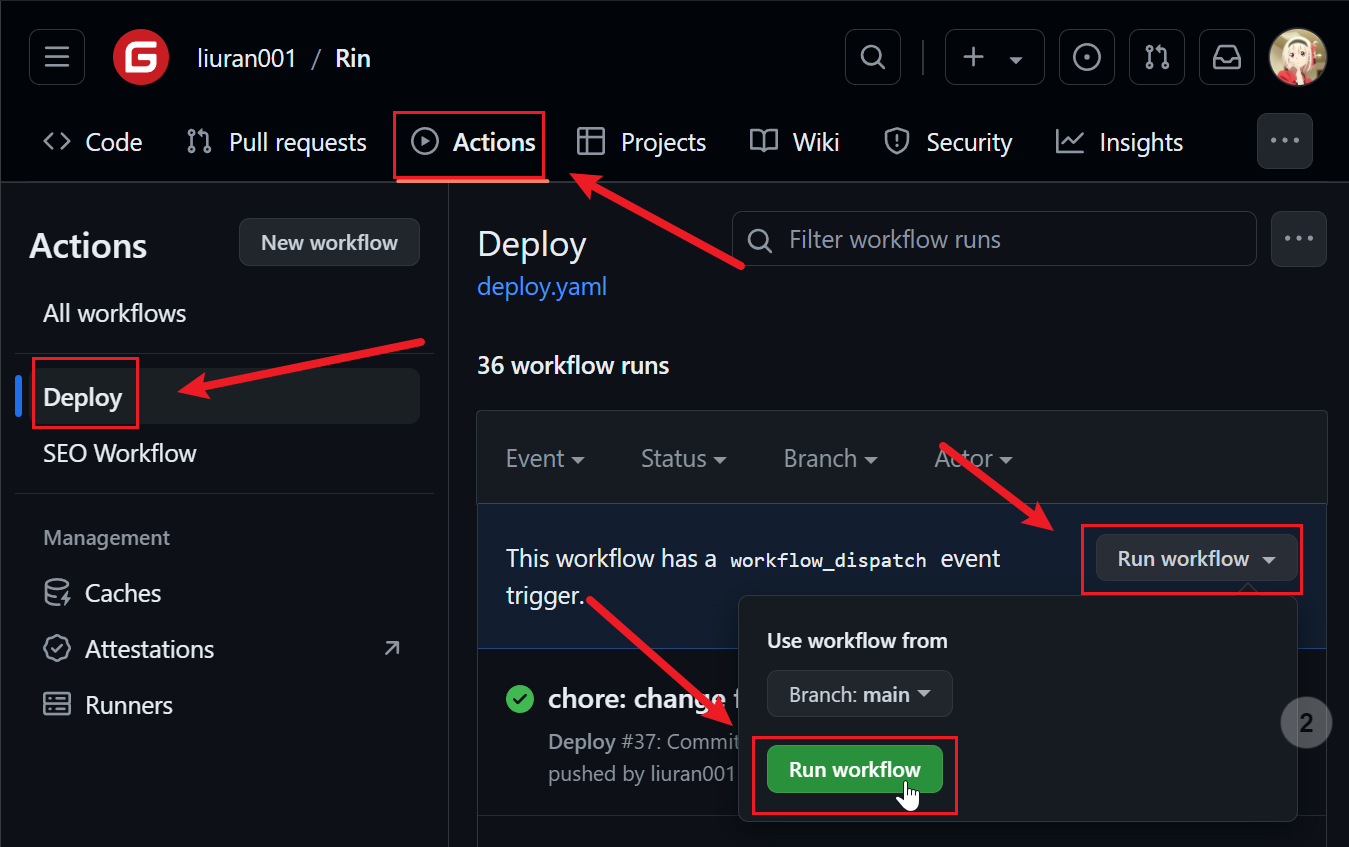 G liuran001 / Rin
Code Pull requests Actions Projects Wiki Security Insights
Actions
New workflow
All workflows
Deploy
SEO Workflow
Management
Caches
Attestations
Runners
Deploy
Filter workflow runs
deploy.yaml
36 workflow runs
Event Status Branch Actor
This workflow has a workflow_dispatch event
trigger.
Run workflow
Use workflow from
Branch: main
Run workflow
chore: change
Deploy #37: Commit
pushed by liuran001
2